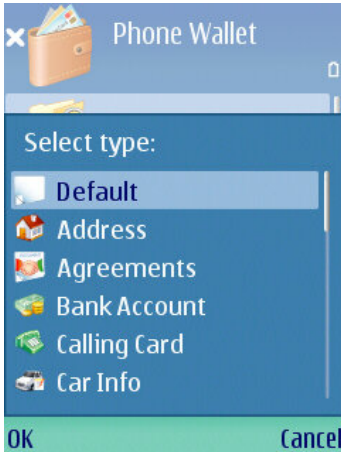 Phone Wallet
Select type:
Default
Address
Agreements
Bank Account
Calling Card
Car Info
OK Cancel